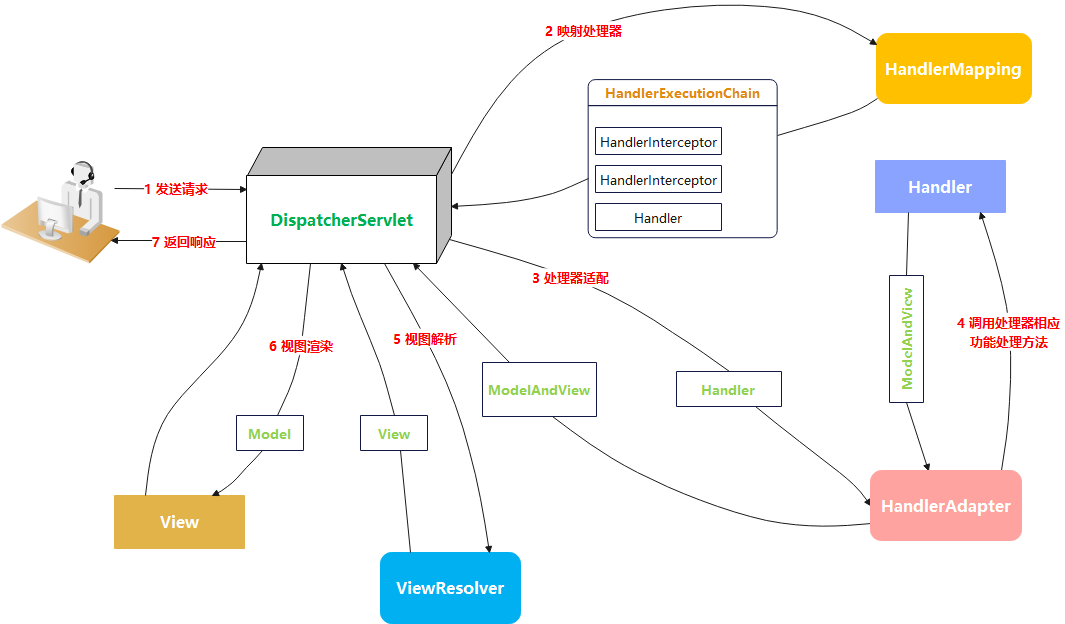 2 映射处理器
HandlerMapping
HandlerExecutionChain
HandlerInterceptor
HandlerInterceptor
Handler
Handler
1 发送请求
DispatcherServlet
7 返回响应
3 处理器适配
ModelAndView
4 调用处理器相应
功能处理方法
6 视图渲染
5 视图解析
ModelAndView
Handler
Model
View
HandlerAdapter
View
ViewResolver